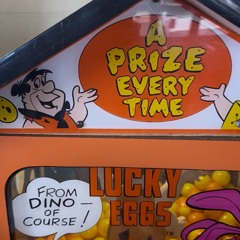 A
PRIZE
EVERY
TIME
LUCKY
EGGS
FROM
DINO —
OF
COURSE!